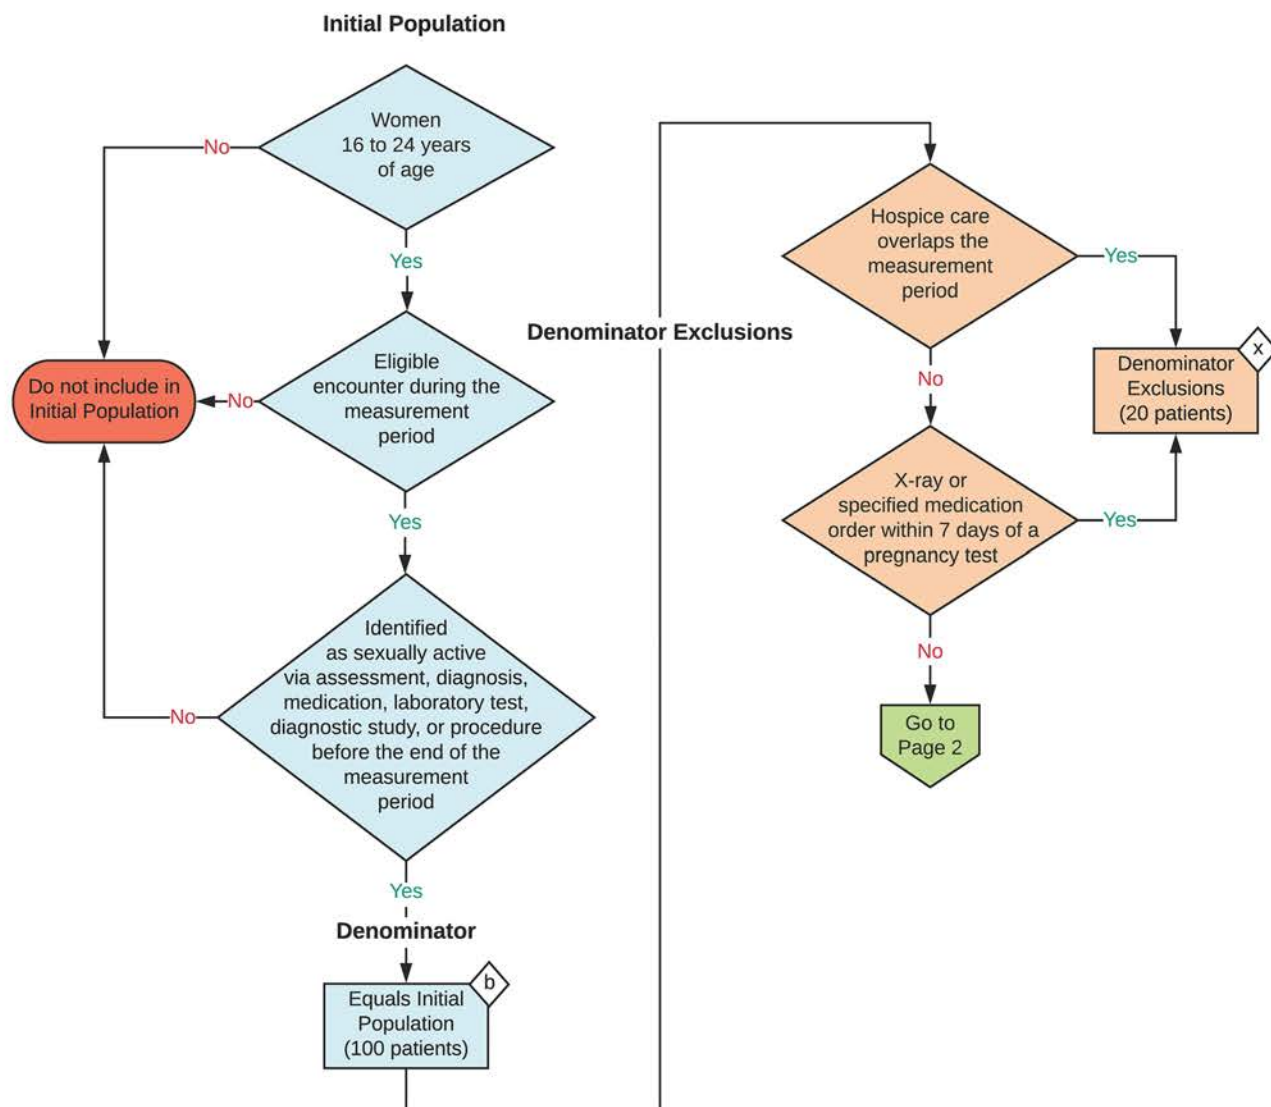 Initial Population
Women
16 to 24 years
of age
No
Yes
Eligible
encounter during the
measurement
period
No
Do not include in
Initial Population
Yes
Identified
as sexually active
via assessment, diagnosis,
medication, laboratory test,
diagnostic study, or procedure
before the end of the
measurement
period
No
Yes
Denominator
b
Equals Initial
Population
(100 patients)
Denominator Exclusions
Hospice care
overlaps the
measurement
period
Yes
No
x
Denominator
Exclusions
(20 patients)
X-ray or
specified medication
order within 7 days of a
pregnancy test
Yes
No
Go to
Page 2